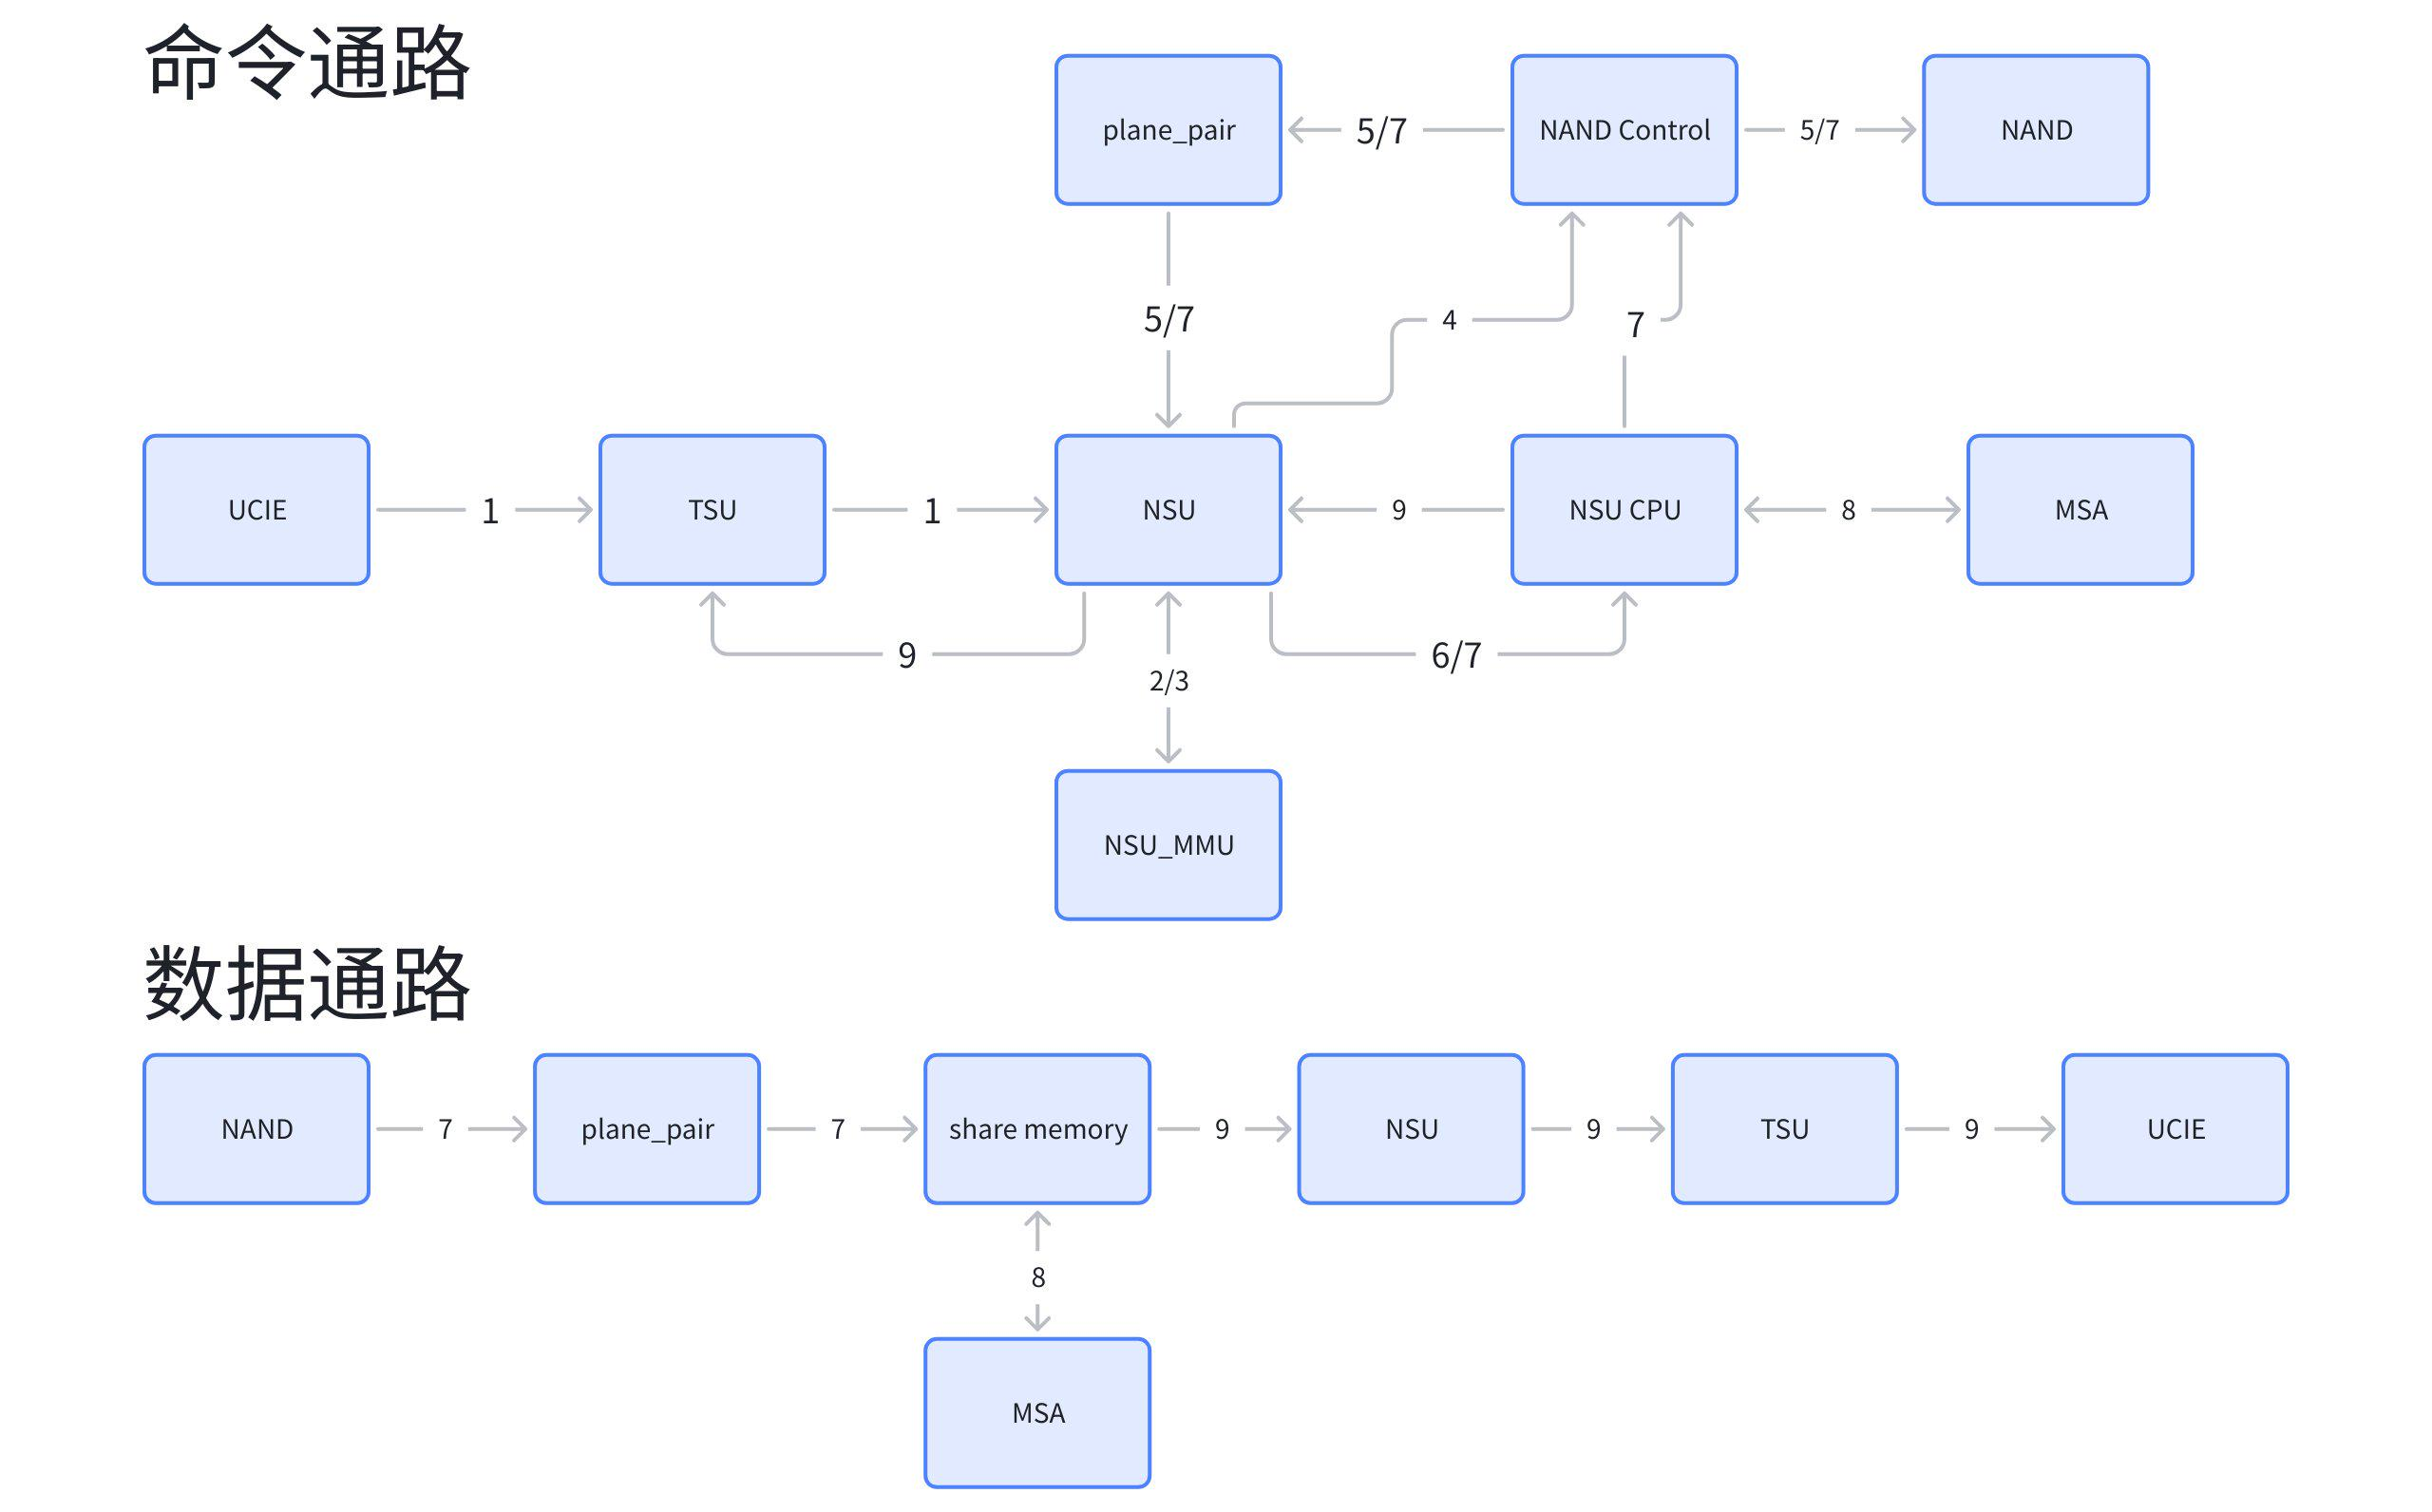 命令通路
plane_pair
5/7
NAND Control
5/7
NAND
5/7
4
7
UCIE
1
TSU
1
NSU
9
NSU CPU
8
MSA
9
2/3
6/7
NSU_MMU
数据通路
NAND
7
plane_pair
7
share memory
9
NSU
9
TSU
9
UCIE
8
MSA